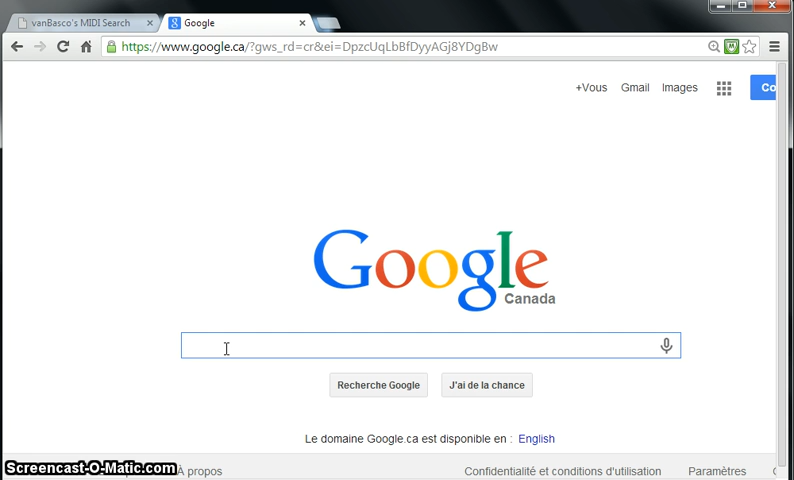 vanBasco's MIDI Search
Google
https://www.google.ca/?gws_rd=cr&ei=DpzcUqLbBfDyyAGj8YDgBw
+Vous Gmail Images Co
Google
Canada
Recherche Google J'ai de la chance
Le domaine Google.ca est disponible en : English
À propos Confidentialité et conditions d'utilisation Paramètres
Screencast-O-Matic.com